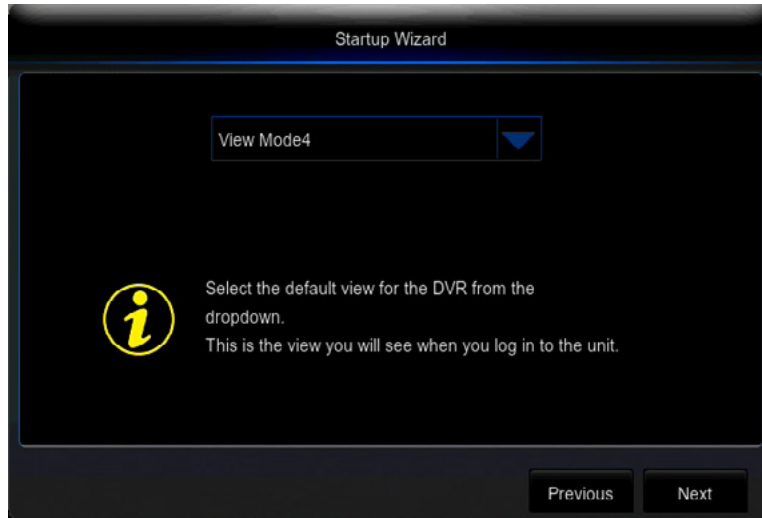 Startup Wizard
View Mode4
Select the default view for the DVR from the
dropdown.
This is the view you will see when you log in to the unit.
Previous
Next